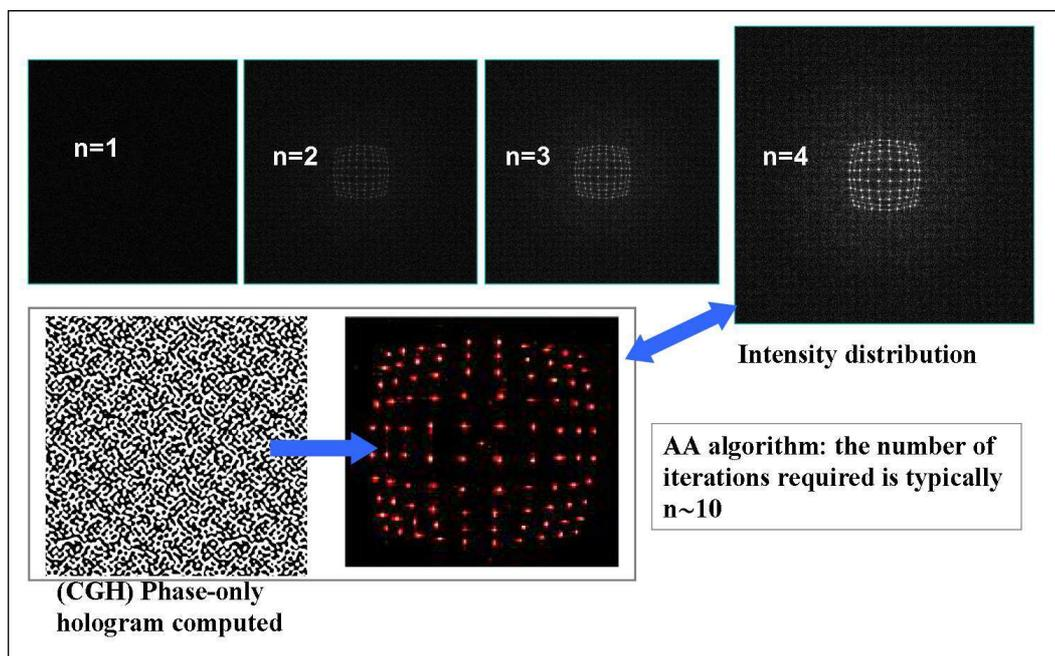 n=1
n=2
n=3
n=4
Intensity distribution
AA algorithm: the number of
iterations required is typically
n~10
(CGH) Phase-only
hologram computed